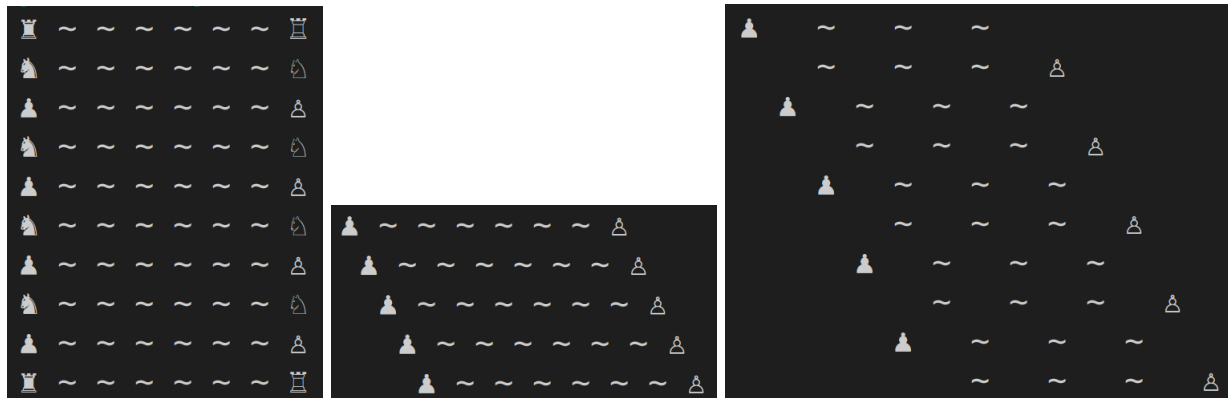 ♜ ~ ~ ~ ~ ~ ~ ♖
♞ ~ ~ ~ ~ ~ ~ ♘
♟ ~ ~ ~ ~ ~ ~ ♙
♞ ~ ~ ~ ~ ~ ~ ♘
♟ ~ ~ ~ ~ ~ ~ ♙
♞ ~ ~ ~ ~ ~ ~ ♘
♟ ~ ~ ~ ~ ~ ~ ♙
♞ ~ ~ ~ ~ ~ ~ ♘
♟ ~ ~ ~ ~ ~ ~ ♙
♜ ~ ~ ~ ~ ~ ~ ♖
♟ ~ ~ ~ ~ ~ ~ ♙
♟ ~ ~ ~ ~ ~ ~ ♙
♟ ~ ~ ~ ~ ~ ~ ♙
♟ ~ ~ ~ ~ ~ ~ ♙
♟ ~ ~ ~ ~ ~ ~ ♙
♟ ~ ~ ~
~ ~ ~ ♙
♟ ~ ~ ~
~ ~ ~ ♙
♟ ~ ~ ~
~ ~ ~ ♙
♟ ~ ~ ~
~ ~ ~ ♙
♟ ~ ~ ~
~ ~ ~ ♙